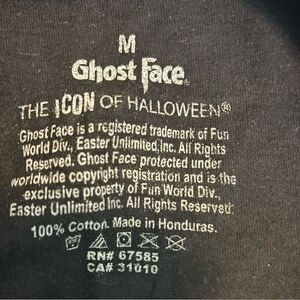 M
Ghost Face®
THE ICON OF HALLOWEEN®
Ghost Face is a registered trademark of Fun
World Div., Easter Unlimited, Inc. All Rights
Reserved. Ghost Face protected under
worldwide copyright registration and is the
exclusive property of Fun World Div.,
Easter Unlimited Inc. All Rights Reserved.
100% Cotton. Made in Honduras.
RN# 67585
CA# 31010